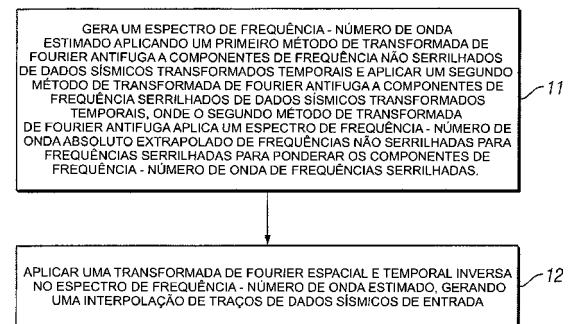 GERA UM ESPECTRO DE FREQUÊNCIA - NÚMERO DE ONDA
ESTIMADO APLICANDO UM PRIMEIRO MÉTODO DE TRANSFORMADA DE
FOURIER ANTIFUGA A COMPONENTES DE FREQUÊNCIA NÃO SERRILHADOS
DE DADOS SÍSMICOS TRANSFORMADOS TEMPORAIS E APLICAR UM SEGUNDO
MÉTODO DE TRANSFORMADA DE FOURIER ANTIFUGA A COMPONENTES DE
FREQUÊNCIA SERRILHADOS DE DADOS SÍSMICOS TRANSFORMADOS
TEMPORAIS, ONDE O SEGUNDO MÉTODO DE TRANSFORMADA
DE FOURIER ANTIFUGA APLICA UM ESPECTRO DE FREQUÊNCIA - NÚMERO DE
ONDA ABSOLUTO EXTRAPOLADO DE FREQUÊNCIAS NÃO SERRILHADAS PARA
FREQUÊNCIAS SERRILHADAS PARA PONDERAR OS COMPONENTES DE
FREQUÊNCIA - NÚMERO DE ONDA DE FREQUÊNCIAS SERRILHADAS.
11
APLICAR UMA TRANSFORMADA DE FOURIER ESPACIAL E TEMPORAL INVERSA
NO ESPECTRO DE FREQUÊNCIA - NÚMERO DE ONDA ESTIMADO, GERANDO
UMA INTERPOLAÇÃO DE TRAÇOS DE DADOS SÍSMICOS DE ENTRADA
12